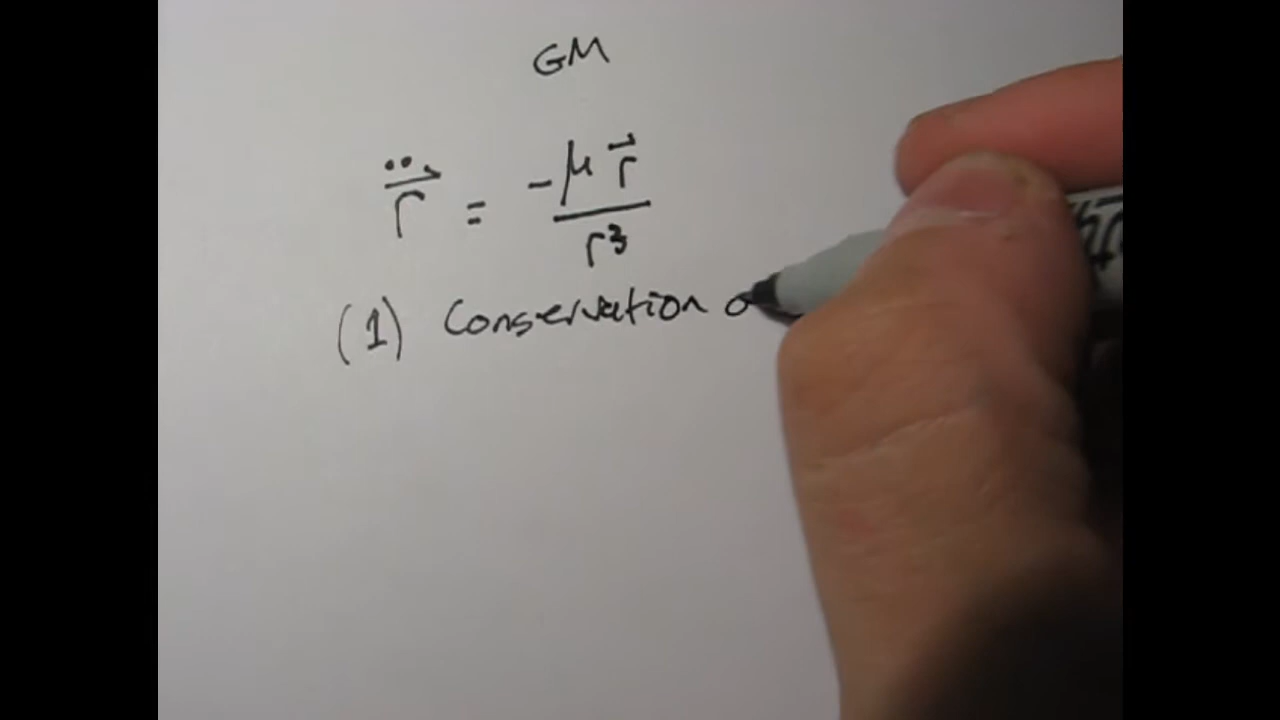 GM
r̈⃗ = -μ r⃗ / r³
(1) Conservation o